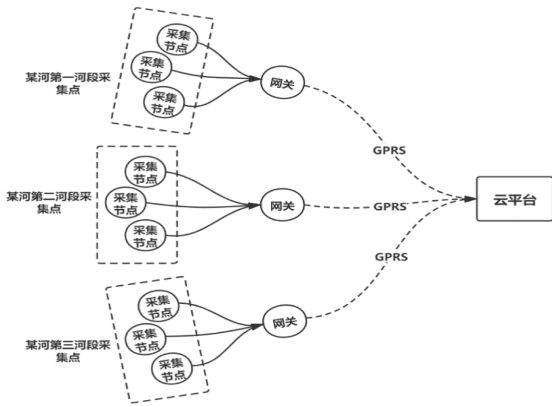 采集
节点
采集
节点
采集
节点
某河第一河段采
集点
网关
GPRS
采集
节点
采集
节点
采集
节点
某河第二河段采
集点
网关
GPRS
云平台
GPRS
采集
节点
采集
节点
采集
节点
某河第三河段采
集点
网关